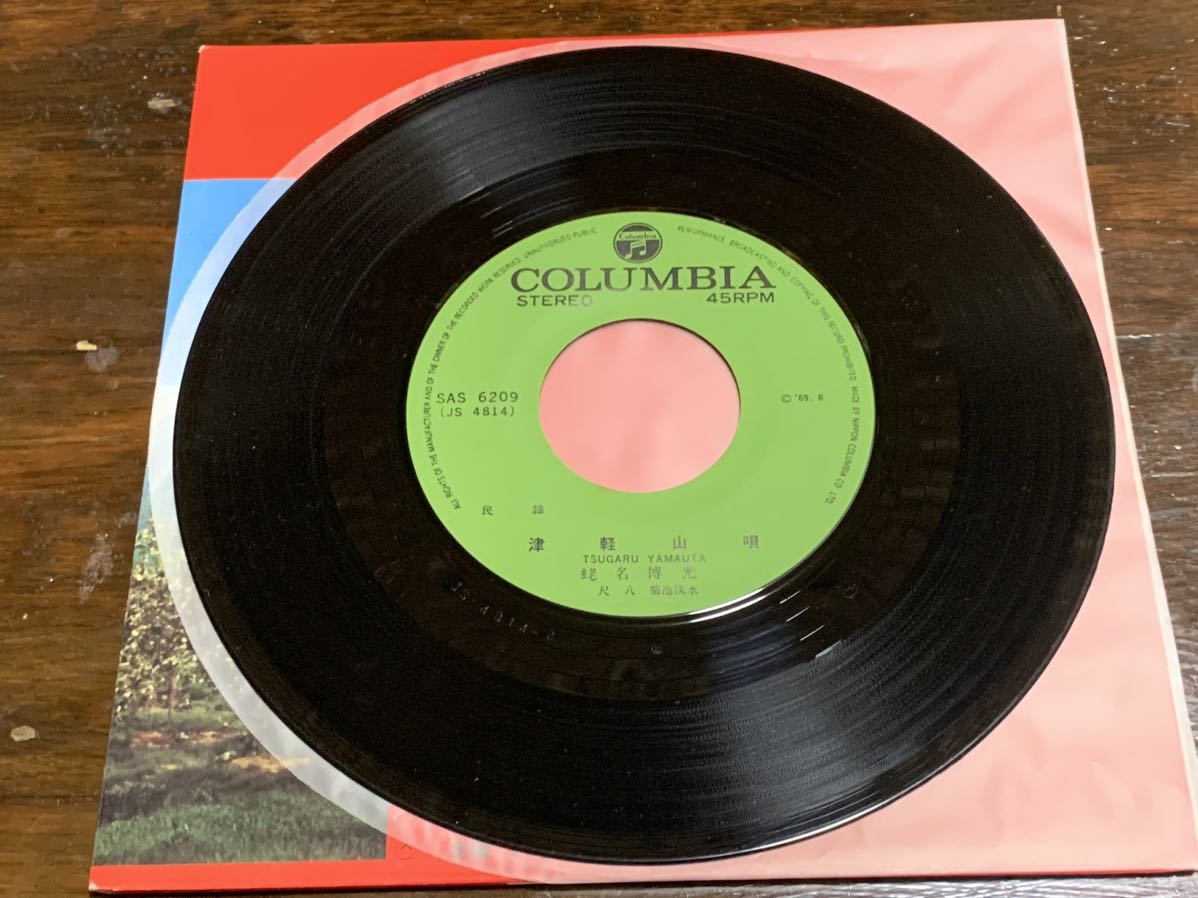 Columbia
COLUMBIA
STEREO 45RPM
SAS 6209
(JS 4814)
Ⓒ '69. 8
民謡
津軽山唄
TSUGARU YAMAUTA
蛯名博光
尺八 菊池淡水
ALL RIGHTS OF THE MANUFACTURER AND OF THE OWNER OF THE RECORDED WORK RESERVED UNAUTHORIZED PUBLIC PERFORMANCE BROADCASTING AND COPYING OF THIS RECORD PROHIBITED MADE BY NIPPON COLUMBIA CO. LTD.
JS-4814-2